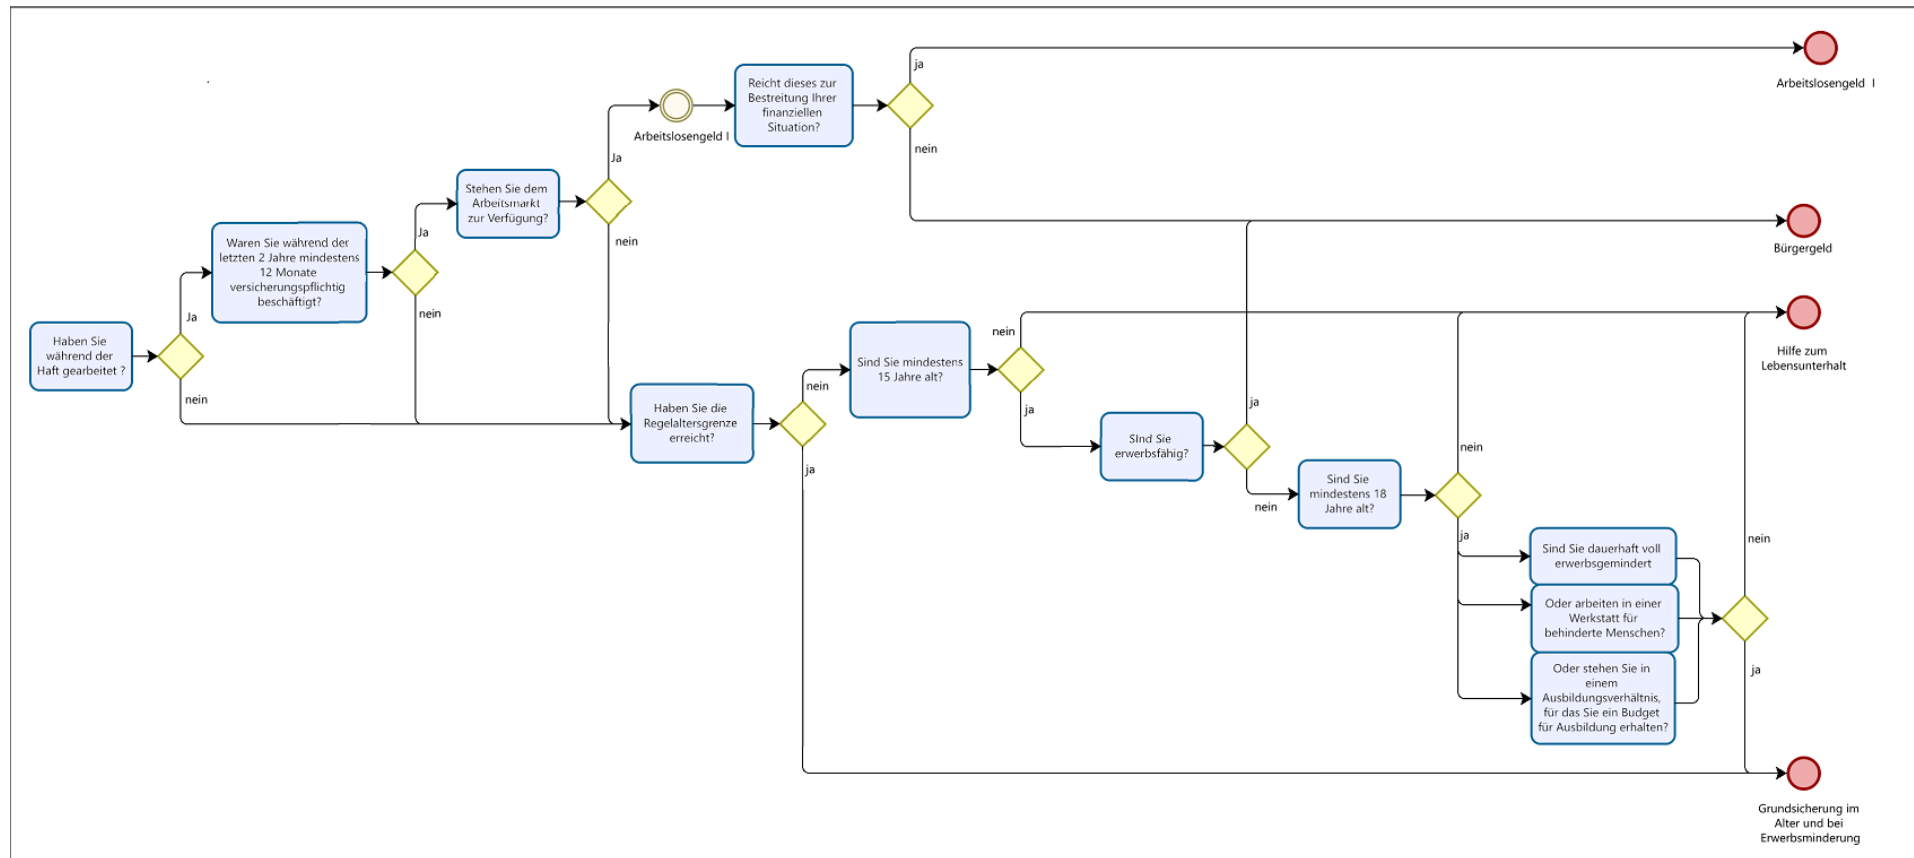 Haben Sie
während der
Haft gearbeitet ?
Ja
nein
Waren Sie während der
letzten 2 Jahre mindestens
12 Monate
versicherungspflichtig
beschäftigt?
Ja
nein
Stehen Sie dem
Arbeitsmarkt
zur Verfügung?
Ja
nein
Arbeitslosengeld I
Reicht dieses zur
Bestreitung Ihrer
finanziellen
Situation?
ja
nein
Arbeitslosengeld I
Bürgergeld
Haben Sie die
Regelaltersgrenze
erreicht?
nein
ja
Sind Sie mindestens
15 Jahre alt?
nein
ja
SInd Sie
erwerbsfähig?
ja
nein
Sind Sie
mindestens 18
Jahre alt?
nein
ja
Sind Sie dauerhaft voll
erwerbsgemindert
Oder arbeiten in einer
Werkstatt für
behinderte Menschen?
Oder stehen Sie in
einem
Ausbildungsverhältnis,
für das Sie ein Budget
für Ausbildung erhalten?
nein
ja
Hilfe zum
Lebensunterhalt
Grundsicherung im
Alter und bei
Erwerbsminderung